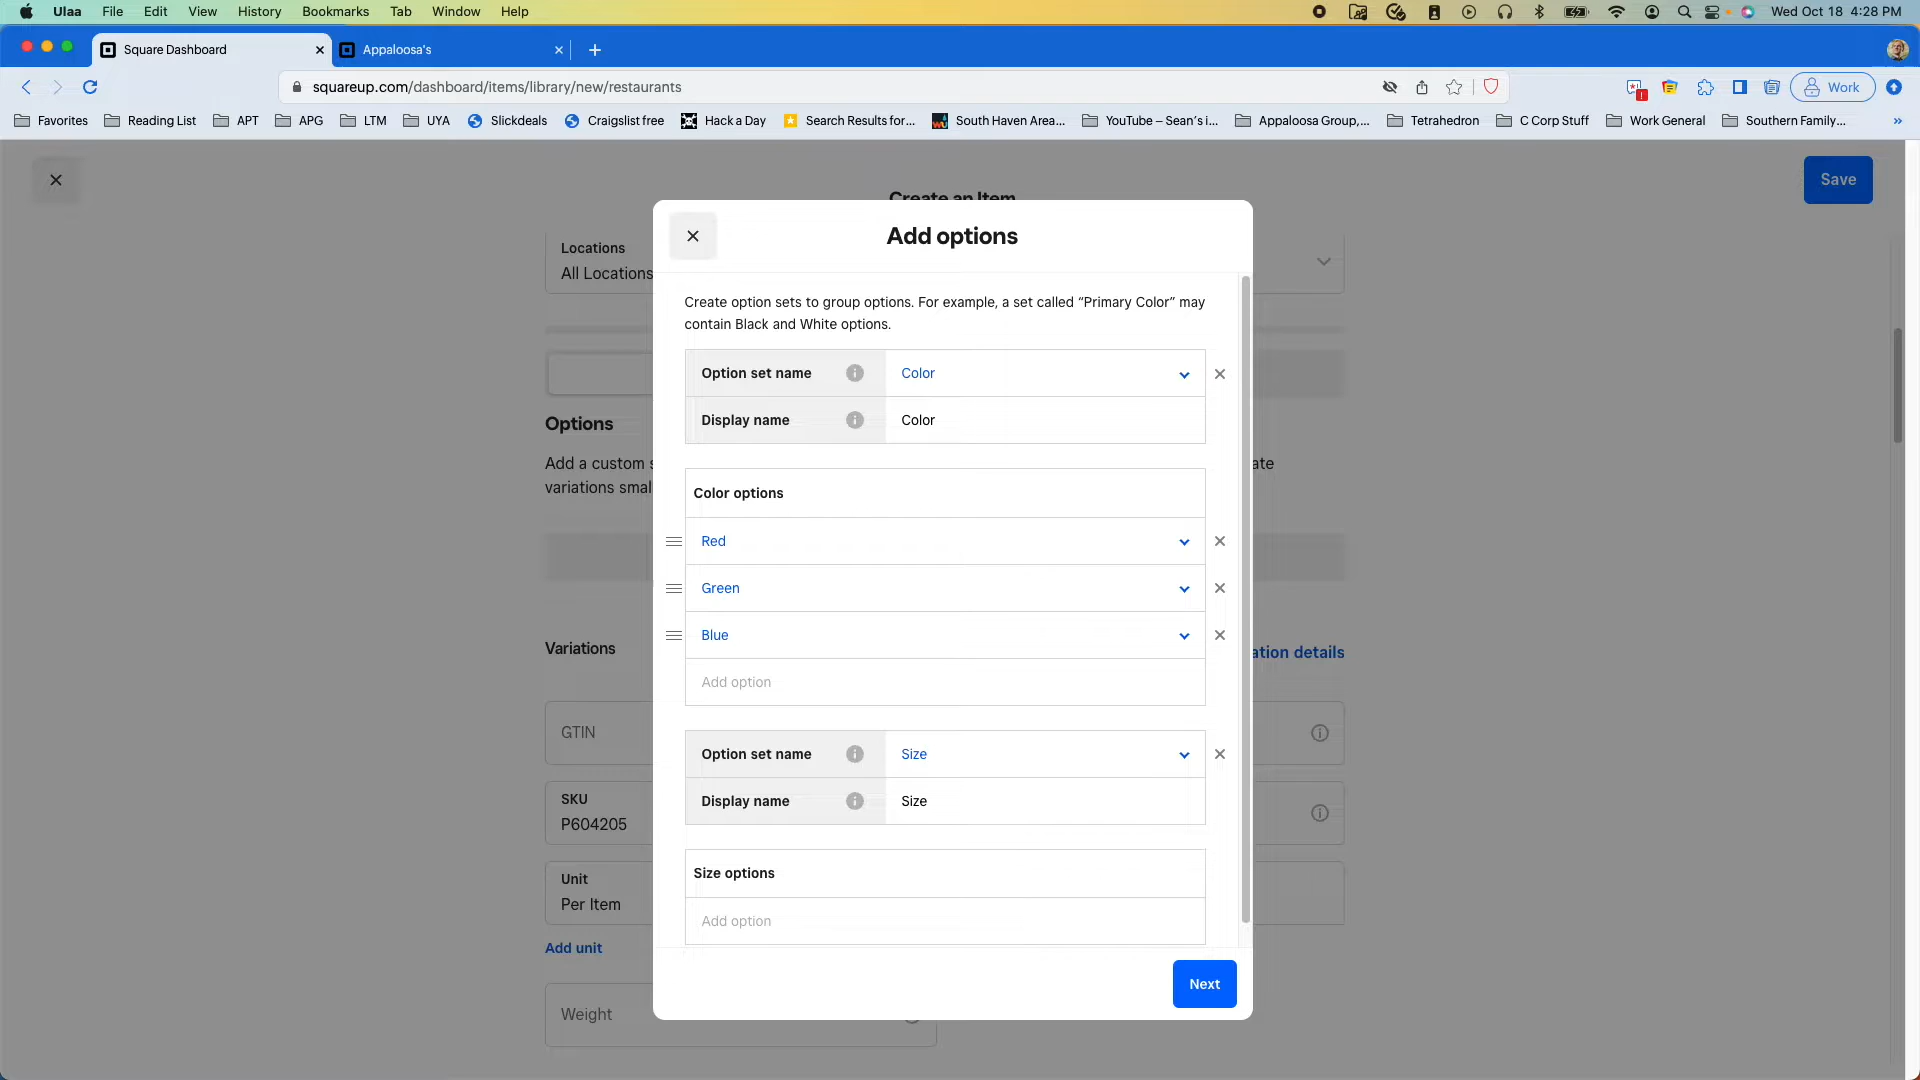 Ulaa File Edit View History Bookmarks Tab Window Help
Wed Oct 18 4:28 PM
Square Dashboard
Appaloosa's
squareup.com/dashboard/items/library/new/restaurants
Work
Favorites
Reading List
APT
APG
LTM
UYA
Slickdeals
Craigslist free
Hack a Day
Search Results for...
South Haven Area...
YouTube – Sean's i...
Appaloosa Group,...
Tetrahedron
C Corp Stuff
Work General
Southern Family...
»
Create an Item
Save
Add options
Locations
All Locations
Create option sets to group options. For example, a set called “Primary Color” may
contain Black and White options.
Option set name
Color
Display name
Color
Options
Add a custom
variations
Color options
Red
Green
Blue
Add option
Variations
details
GTIN
Option set name
Size
Display name
Size
SKU
P604205
Size options
Unit
Per Item
Add option
Add unit
Next
Weight